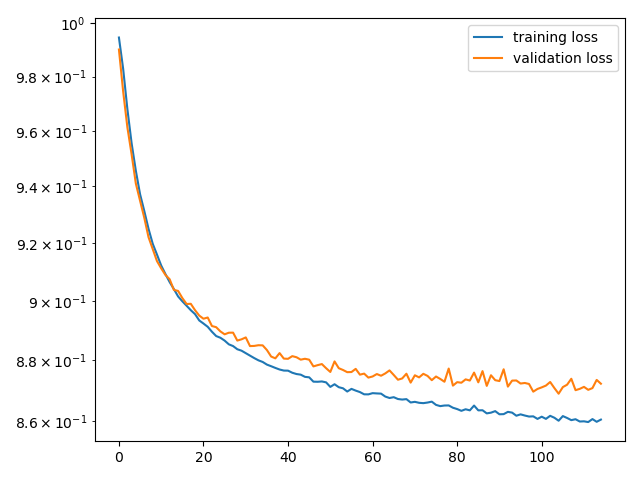 10⁰
9.8 × 10⁻¹
9.6 × 10⁻¹
9.4 × 10⁻¹
9.2 × 10⁻¹
9 × 10⁻¹
8.8 × 10⁻¹
8.6 × 10⁻¹
training loss
validation loss
0 20 40 60 80 100